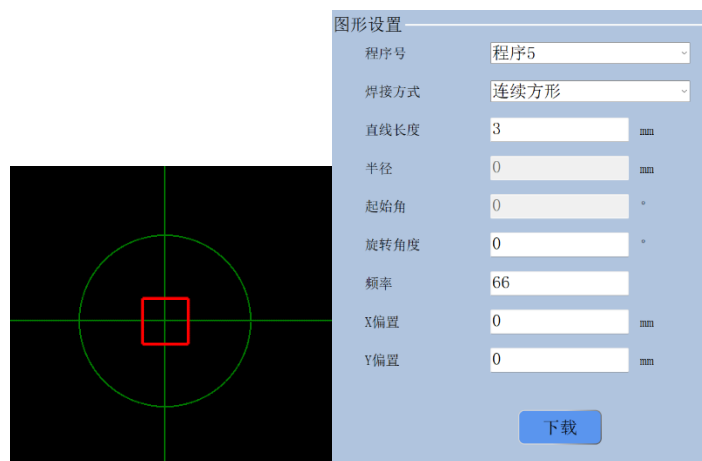 图形设置
程序号 程序5
焊接方式 连续方形
直线长度 3 mm
半径 0 mm
起始角 0 °
旋转角度 0 °
频率 66
X偏置 0 mm
Y偏置 0 mm
下载